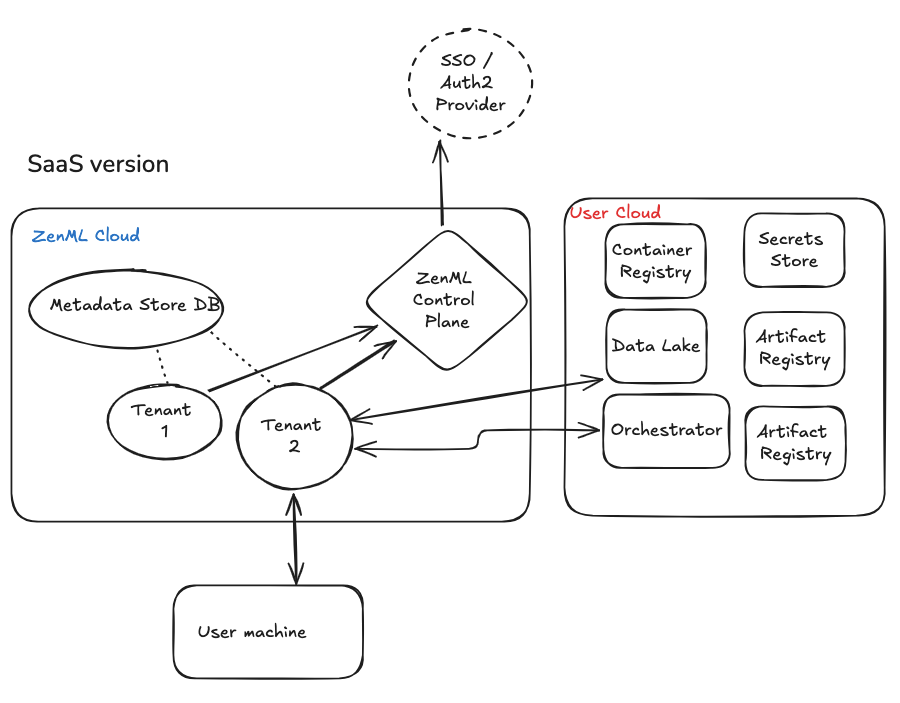 SSO /
Auth2
Provider
SaaS version
ZenML Cloud
Metadata Store DB
ZenML
Control
Plane
Tenant
1
Tenant
2
User machine
User Cloud
Container
Registry
Secrets
Store
Data Lake
Artifact
Registry
Orchestrator
Artifact
Registry